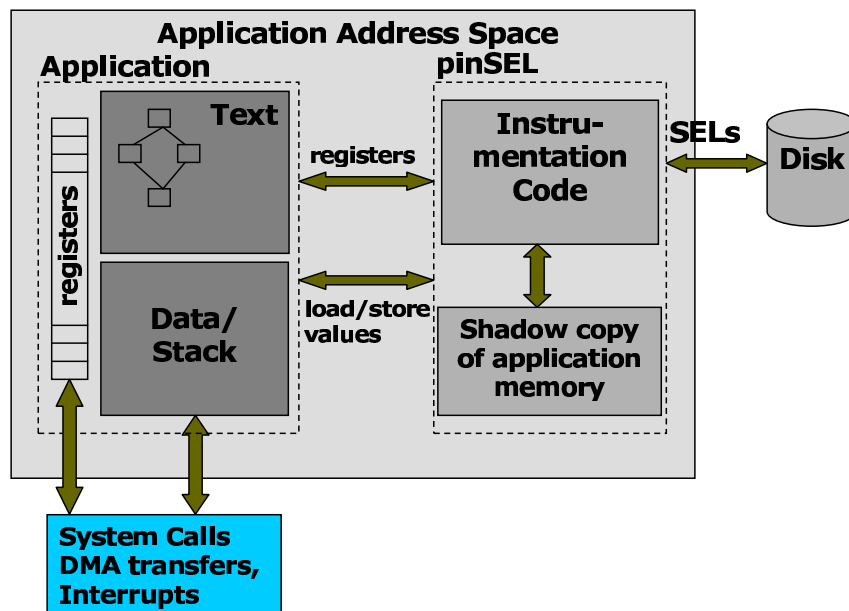 Application Address Space
Application
pinSEL
Text
registers
Data/
Stack
registers
load/store
values
Instru-
mentation
Code
Shadow copy
of application
memory
SELs
Disk
System Calls
DMA transfers,
Interrupts